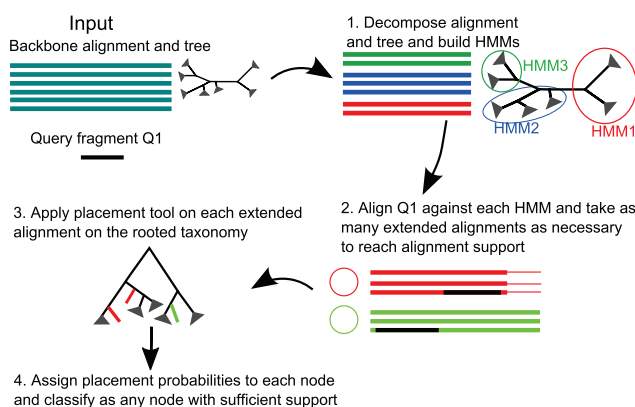 Input
Backbone alignment and tree
Query fragment Q1
1. Decompose alignment
and tree and build HMMs
HMM3
HMM2
HMM1
2. Align Q1 against each HMM and take as
many extended alignments as necessary
to reach alignment support
3. Apply placement tool on each extended
alignment on the rooted taxonomy
4. Assign placement probabilities to each node
and classify as any node with sufficient support